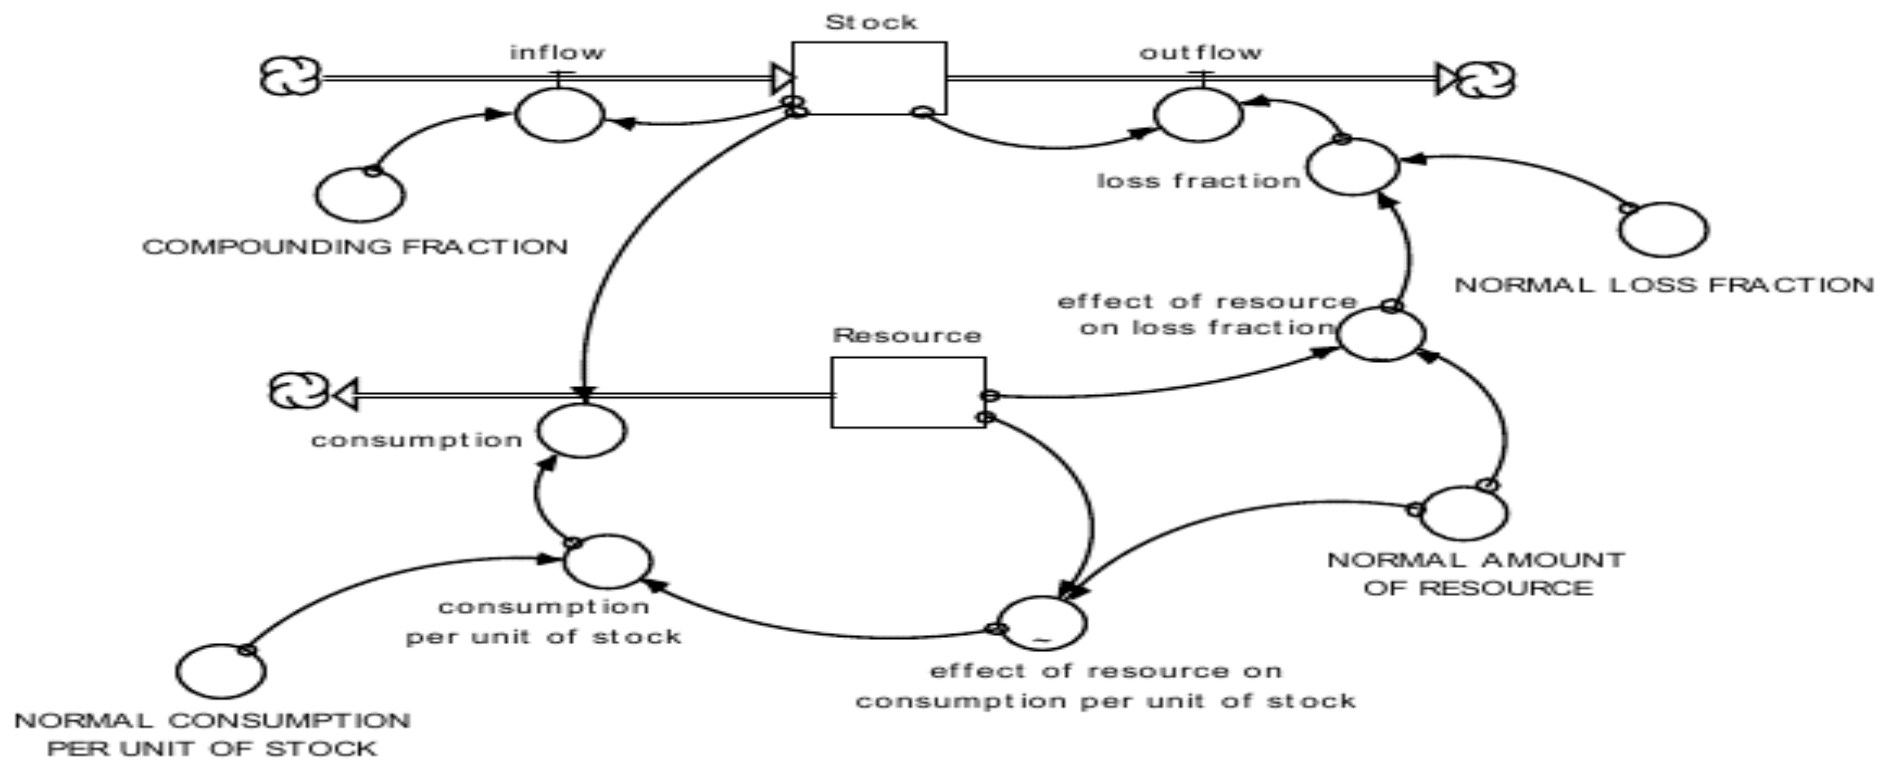 Stock
inflow
outflow
loss fraction
COMPOUNDING FRACTION
NORMAL LOSS FRACTION
effect of resource
on loss fraction
Resource
consumption
NORMAL AMOUNT
OF RESOURCE
consumption
per unit of stock
~
effect of resource on
consumption per unit of stock
NORMAL CONSUMPTION
PER UNIT OF STOCK